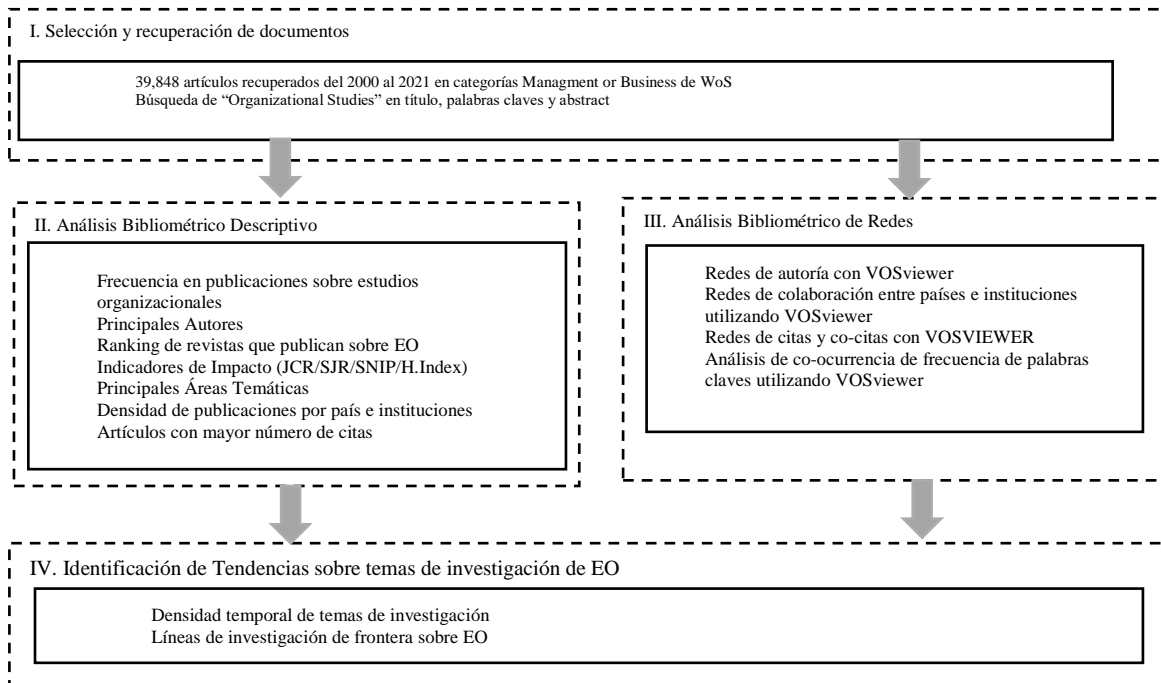 I. Selección y recuperación de documentos
39,848 artículos recuperados del 2000 al 2021 en categorías Managment or Business de WoS
Búsqueda de “Organizational Studies” en título, palabras claves y abstract
II. Análisis Bibliométrico Descriptivo
Frecuencia en publicaciones sobre estudios
organizacionales
Principales Autores
Ranking de revistas que publican sobre EO
Indicadores de Impacto (JCR/SJR/SNIP/H.Index)
Principales Áreas Temáticas
Densidad de publicaciones por país e instituciones
Artículos con mayor número de citas
III. Análisis Bibliométrico de Redes
Redes de autoría con VOSviewer
Redes de colaboración entre países e instituciones
utilizando VOSviewer
Redes de citas y co-citas con VOSVIEWER
Análisis de co-ocurrencia de frecuencia de palabras
claves utilizando VOSviewer
IV. Identificación de Tendencias sobre temas de investigación de EO
Densidad temporal de temas de investigación
Líneas de investigación de frontera sobre EO